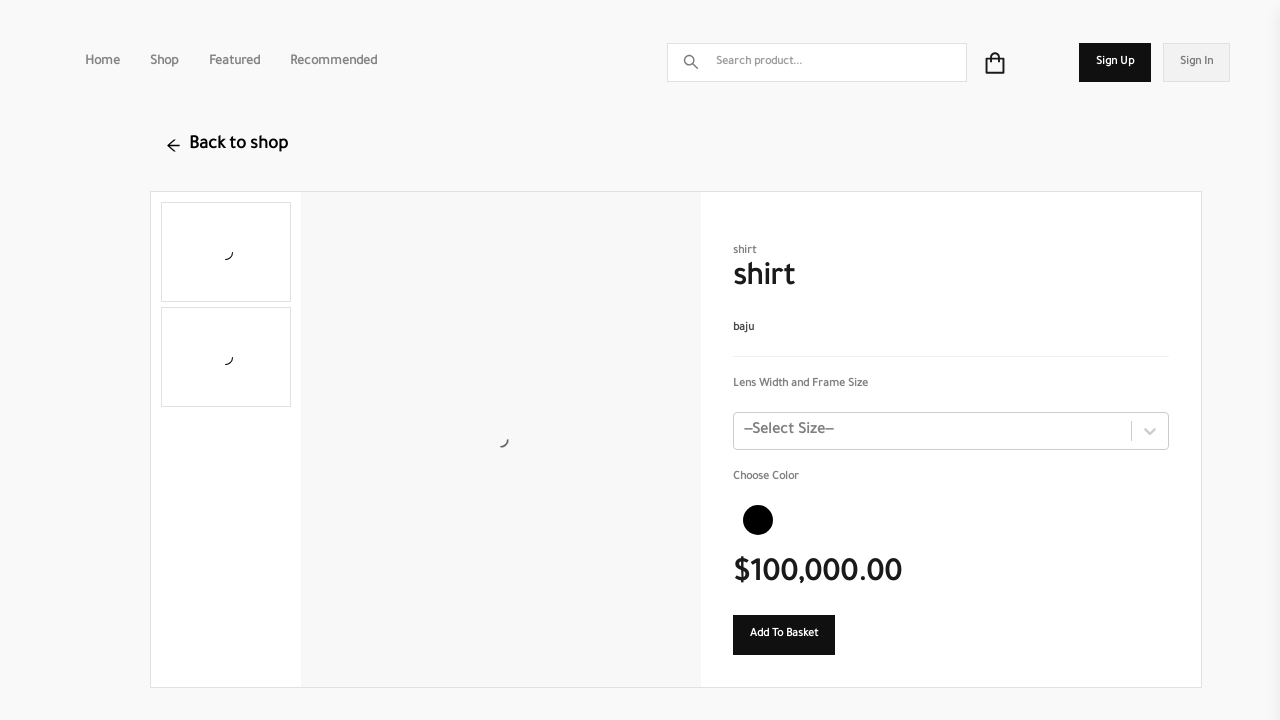 Home Shop Featured Recommended
Search product...
Sign Up Sign In
Back to shop
shirt
shirt
baju
Lens Width and Frame Size
--Select Size--
Choose Color
$100,000.00
Add To Basket